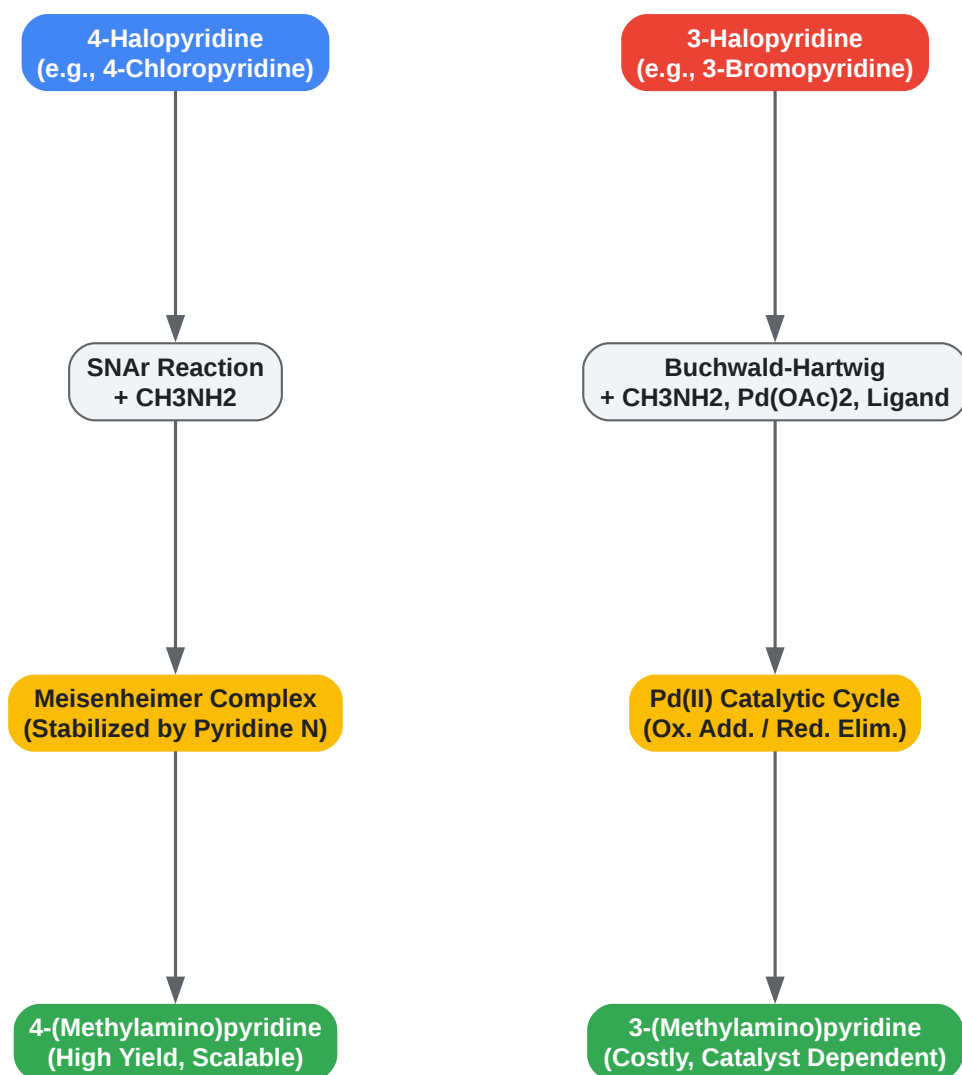 4-Halopyridine
(e.g., 4-Chloropyridine)
3-Halopyridine
(e.g., 3-Bromopyridine)
SNAr Reaction
+ CH3NH2
Buchwald-Hartwig
+ CH3NH2, Pd(OAc)2, Ligand
Meisenheimer Complex
(Stabilized by Pyridine N)
Pd(II) Catalytic Cycle
(Ox. Add. / Red. Elim.)
4-(Methylamino)pyridine
(High Yield, Scalable)
3-(Methylamino)pyridine
(Costly, Catalyst Dependent)